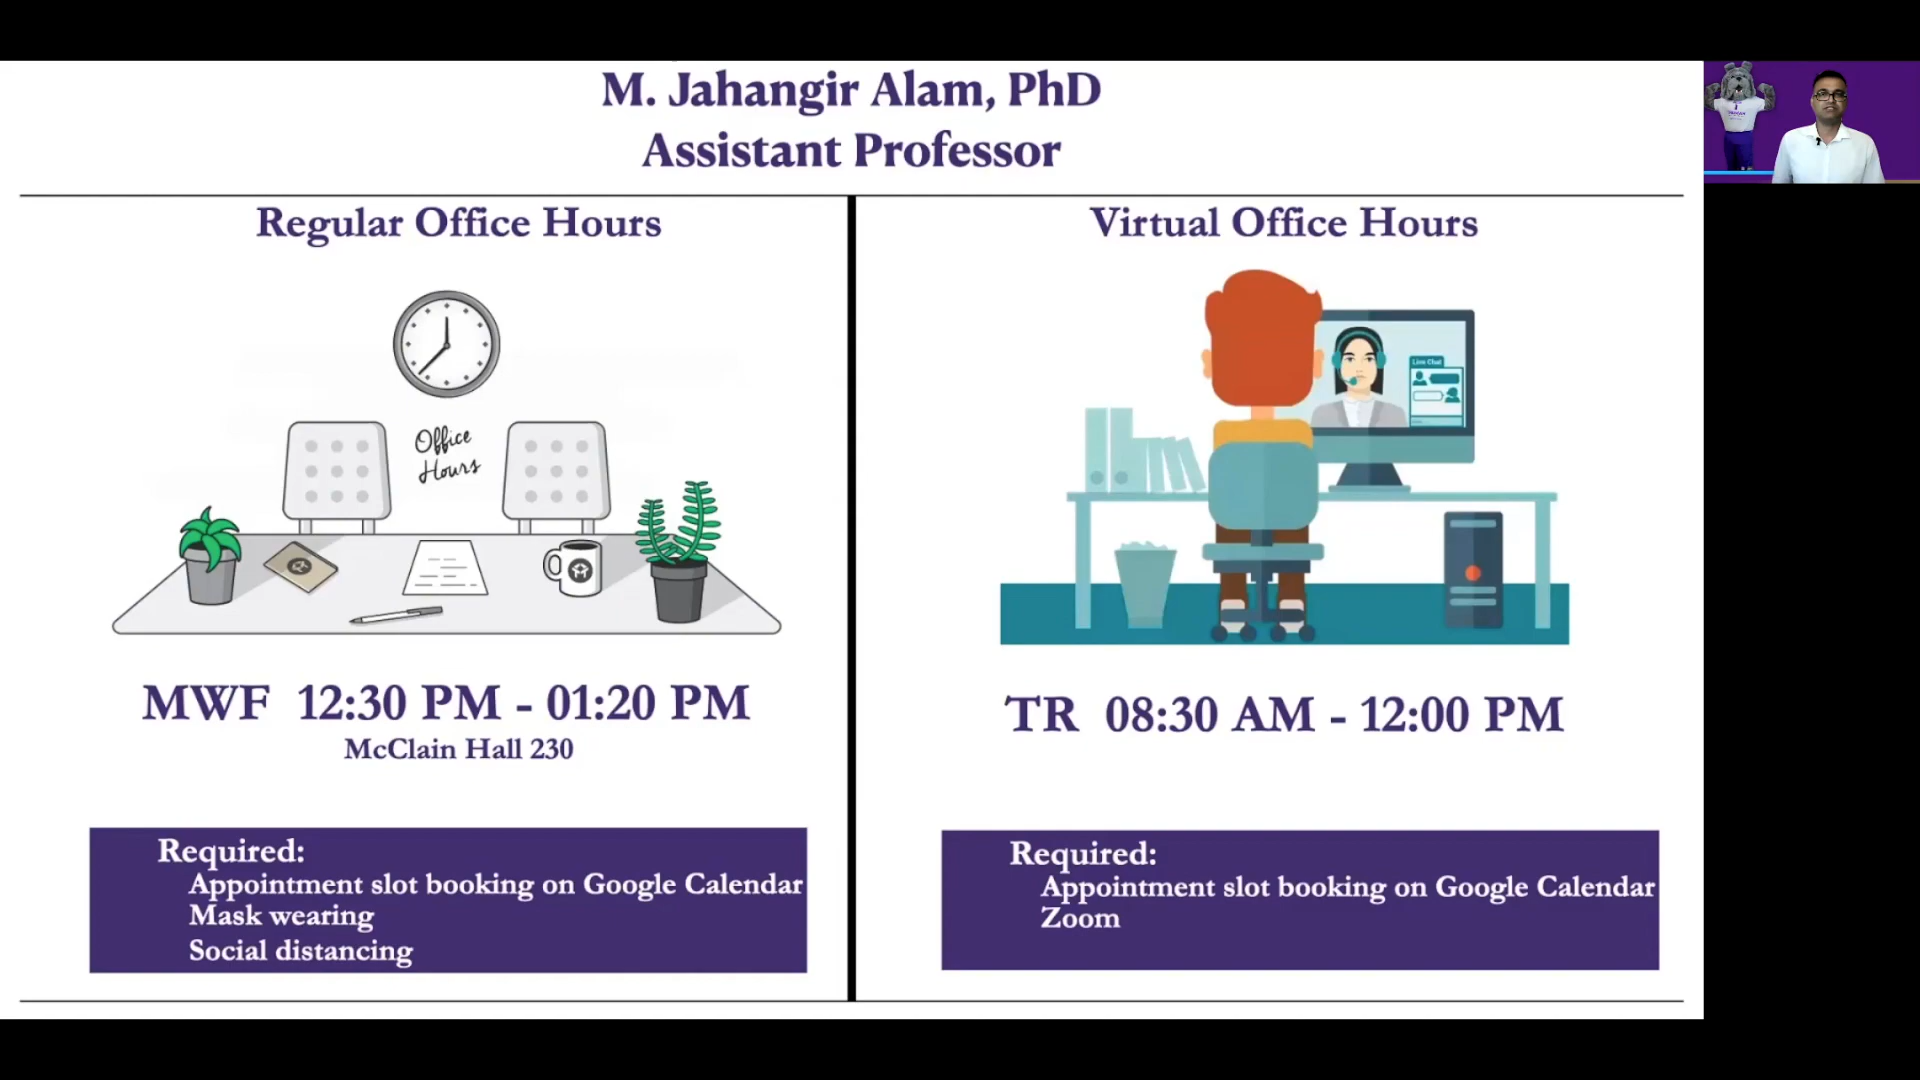 M. Jahangir Alam, PhD
Assistant Professor
Regular Office Hours
Office
Hours
MWF 12:30 PM - 01:20 PM
McClain Hall 230
Required:
Appointment slot booking on Google Calendar
Mask wearing
Social distancing
Virtual Office Hours
Live Chat
TR 08:30 AM - 12:00 PM
Required:
Appointment slot booking on Google Calendar
Zoom